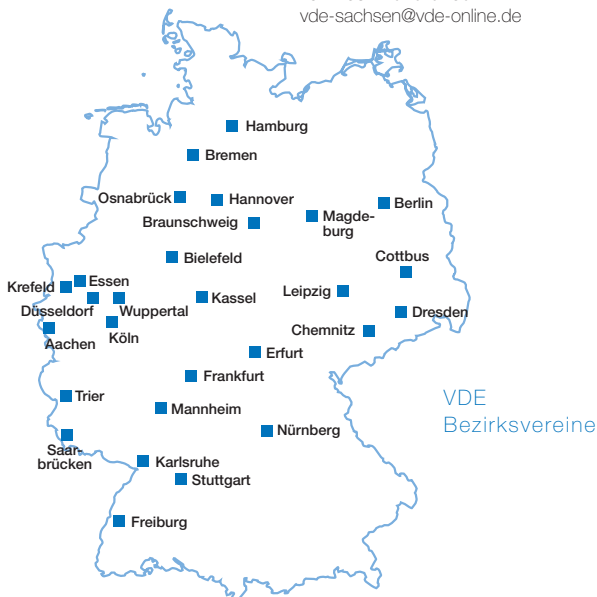 vde-sachsen@vde-online.de
Hamburg
Bremen
Osnabrück
Hannover
Berlin
Braunschweig
Magde-
burg
Bielefeld
Cottbus
Krefeld
Essen
Kassel
Leipzig
Düsseldorf
Wuppertal
Dresden
Aachen
Köln
Chemnitz
Erfurt
Frankfurt
Trier
Mannheim
VDE
Bezirksvereine
Nürnberg
Saar-
brücken
Karlsruhe
Stuttgart
Freiburg